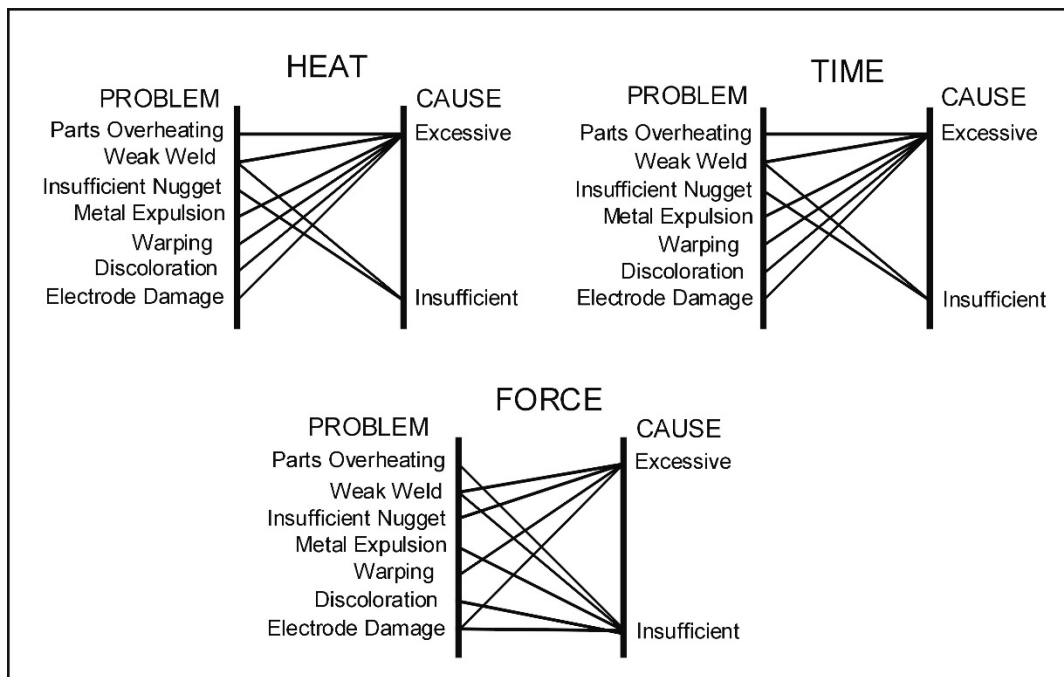 HEAT
PROBLEM
CAUSE
Parts Overheating
Weak Weld
Insufficient Nugget
Metal Expulsion
Warping
Discoloration
Electrode Damage
Excessive
Insufficient
TIME
PROBLEM
CAUSE
Parts Overheating
Weak Weld
Insufficient Nugget
Metal Expulsion
Warping
Discoloration
Electrode Damage
Excessive
Insufficient
FORCE
PROBLEM
CAUSE
Parts Overheating
Weak Weld
Insufficient Nugget
Metal Expulsion
Warping
Discoloration
Electrode Damage
Excessive
Insufficient